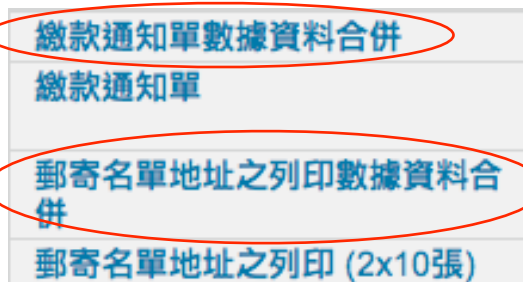 繳款通知單數據資料合併
繳款通知單
郵寄名單地址之列印數據資料合
併
郵寄名單地址之列印 (2x10張)